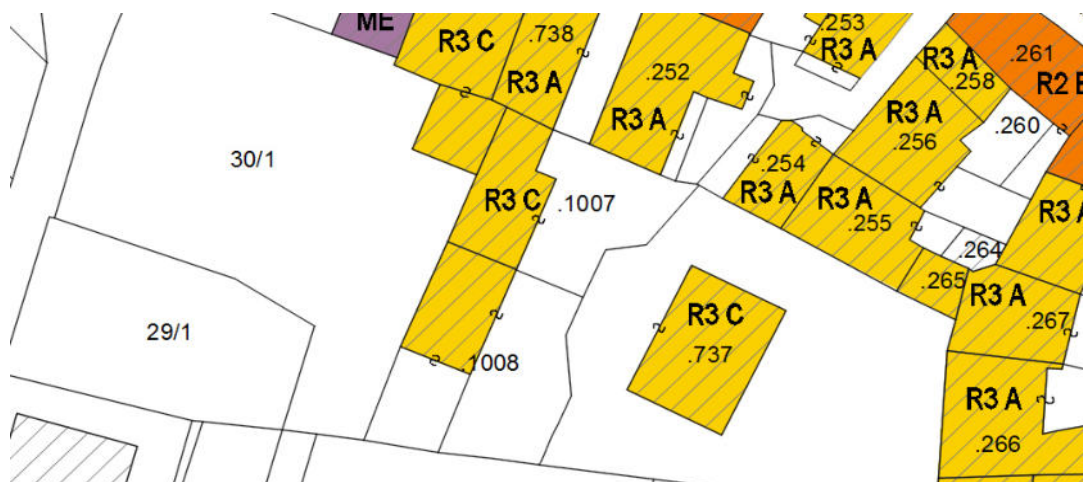 ME
R3 C
.738
R3 A
.252
R3 A
.253
R3 A
R3 A
.258
.261
R2 E
R3 A
.256
.260
30/1
R3 C
.1007
.254
R3 A
R3 A
.255
R3 A
.264
.265
R3 A
.267
29/1
.1008
R3 C
.737
R3 A
.266